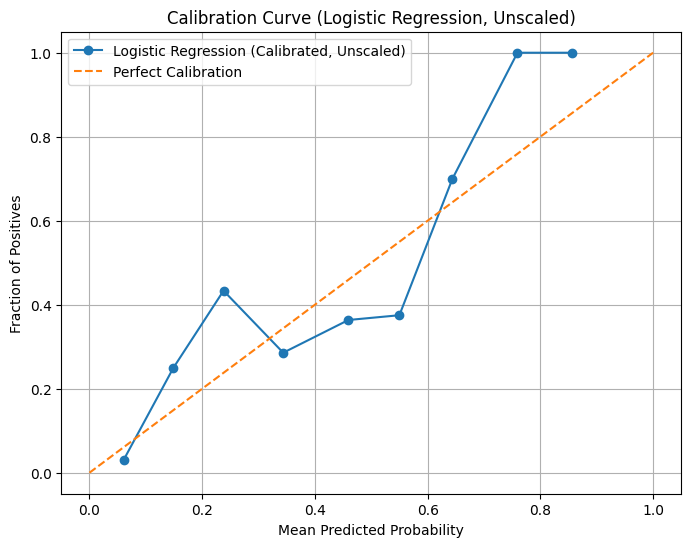 Calibration Curve (Logistic Regression, Unscaled)
Logistic Regression (Calibrated, Unscaled)
Perfect Calibration
Fraction of Positives
1.0
0.8
0.6
0.4
0.2
0.0
0.0 0.2 0.4 0.6 0.8 1.0
Mean Predicted Probability